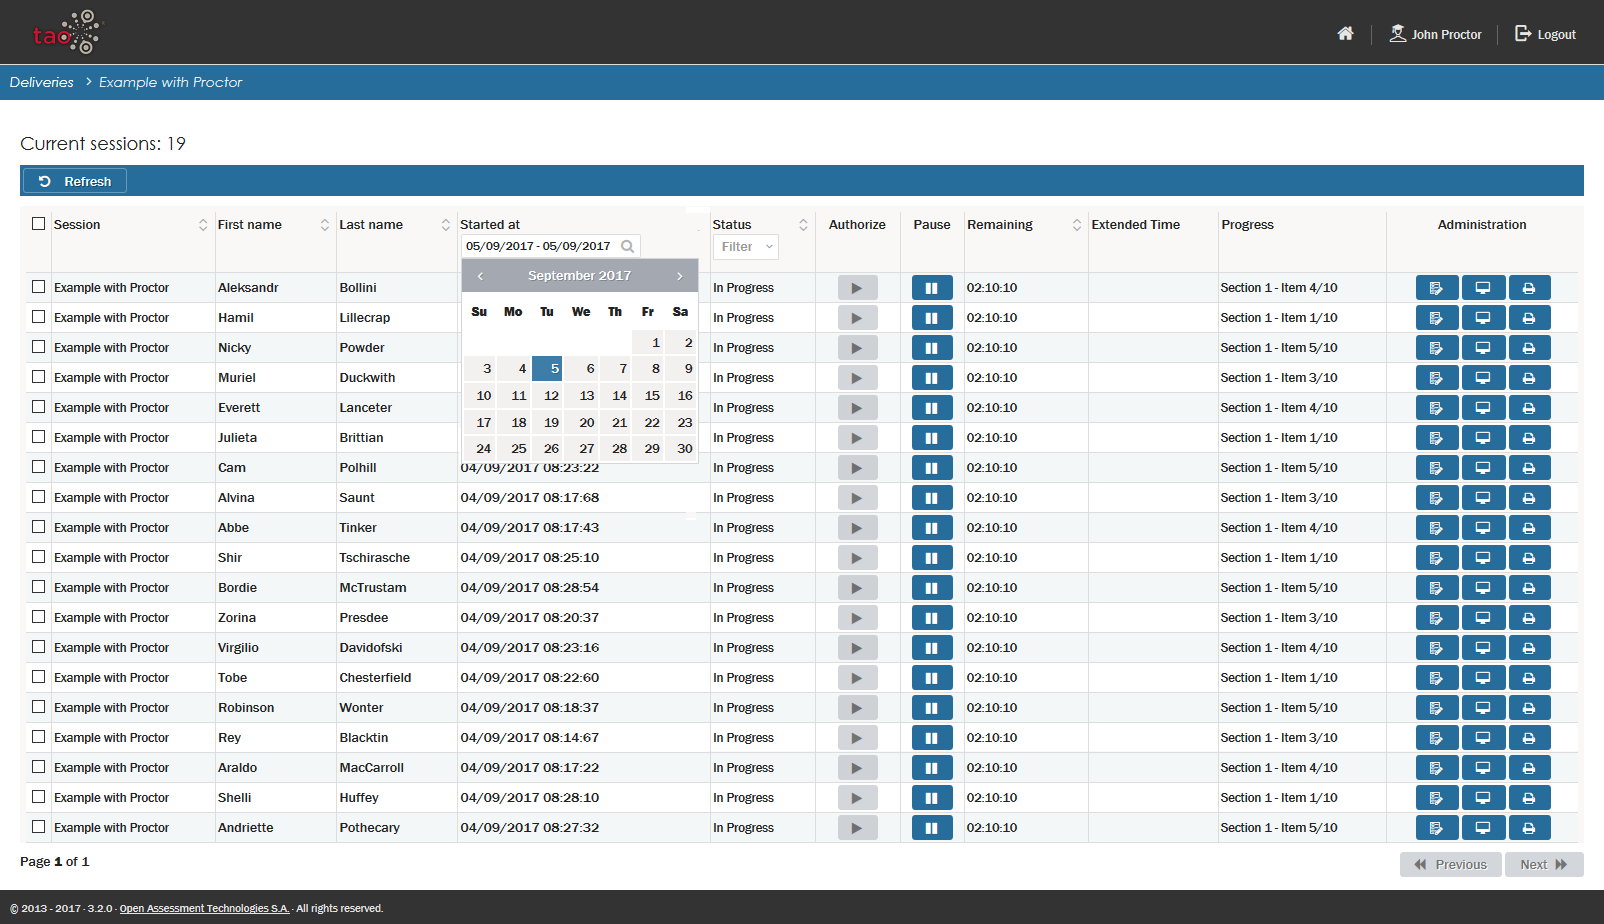 tao
John Proctor
Logout
Deliveries > Example with Proctor
Current sessions: 19
Refresh
Session First name Last name Started at Status Authorize Pause Remaining Extended Time Progress Administration
05/09/2017 - 05/09/2017 Filter
September 2017
Su Mo Tu We Th Fr Sa
1 2
3 4 5 6 7 8 9
10 11 12 13 14 15 16
17 18 19 20 21 22 23
24 25 26 27 28 29 30
Example with Proctor Aleksandr Bollini In Progress 02:10:10 Section 1 - Item 4/10
Example with Proctor Hamil Lillecrap In Progress 02:10:10 Section 1 - Item 1/10
Example with Proctor Nicky Powder In Progress 02:10:10 Section 1 - Item 5/10
Example with Proctor Muriel Duckwith In Progress 02:10:10 Section 1 - Item 3/10
Example with Proctor Everett Lanceter In Progress 02:10:10 Section 1 - Item 4/10
Example with Proctor Julieta Brittian In Progress 02:10:10 Section 1 - Item 1/10
Example with Proctor Cam Polhill 04/09/2017 08:23:22 In Progress 02:10:10 Section 1 - Item 5/10
Example with Proctor Alvina Saunt 04/09/2017 08:17:68 In Progress 02:10:10 Section 1 - Item 3/10
Example with Proctor Abbe Tinker 04/09/2017 08:17:43 In Progress 02:10:10 Section 1 - Item 4/10
Example with Proctor Shir Tschirasche 04/09/2017 08:25:10 In Progress 02:10:10 Section 1 - Item 1/10
Example with Proctor Bordie McTrustam 04/09/2017 08:28:54 In Progress 02:10:10 Section 1 - Item 5/10
Example with Proctor Zorina Presdee 04/09/2017 08:20:37 In Progress 02:10:10 Section 1 - Item 3/10
Example with Proctor Virgilio Davidofski 04/09/2017 08:23:16 In Progress 02:10:10 Section 1 - Item 4/10
Example with Proctor Tobe Chesterfield 04/09/2017 08:22:60 In Progress 02:10:10 Section 1 - Item 1/10
Example with Proctor Robinson Wonter 04/09/2017 08:18:37 In Progress 02:10:10 Section 1 - Item 5/10
Example with Proctor Rey Blacktin 04/09/2017 08:14:67 In Progress 02:10:10 Section 1 - Item 3/10
Example with Proctor Araldo MacCarroll 04/09/2017 08:17:22 In Progress 02:10:10 Section 1 - Item 4/10
Example with Proctor Shelli Huffey 04/09/2017 08:28:10 In Progress 02:10:10 Section 1 - Item 1/10
Example with Proctor Andriette Pothecary 04/09/2017 08:27:32 In Progress 02:10:10 Section 1 - Item 5/10
Page 1 of 1
Previous Next
© 2013 - 2017 · 3.2.0 · Open Assessment Technologies S.A. · All rights reserved.